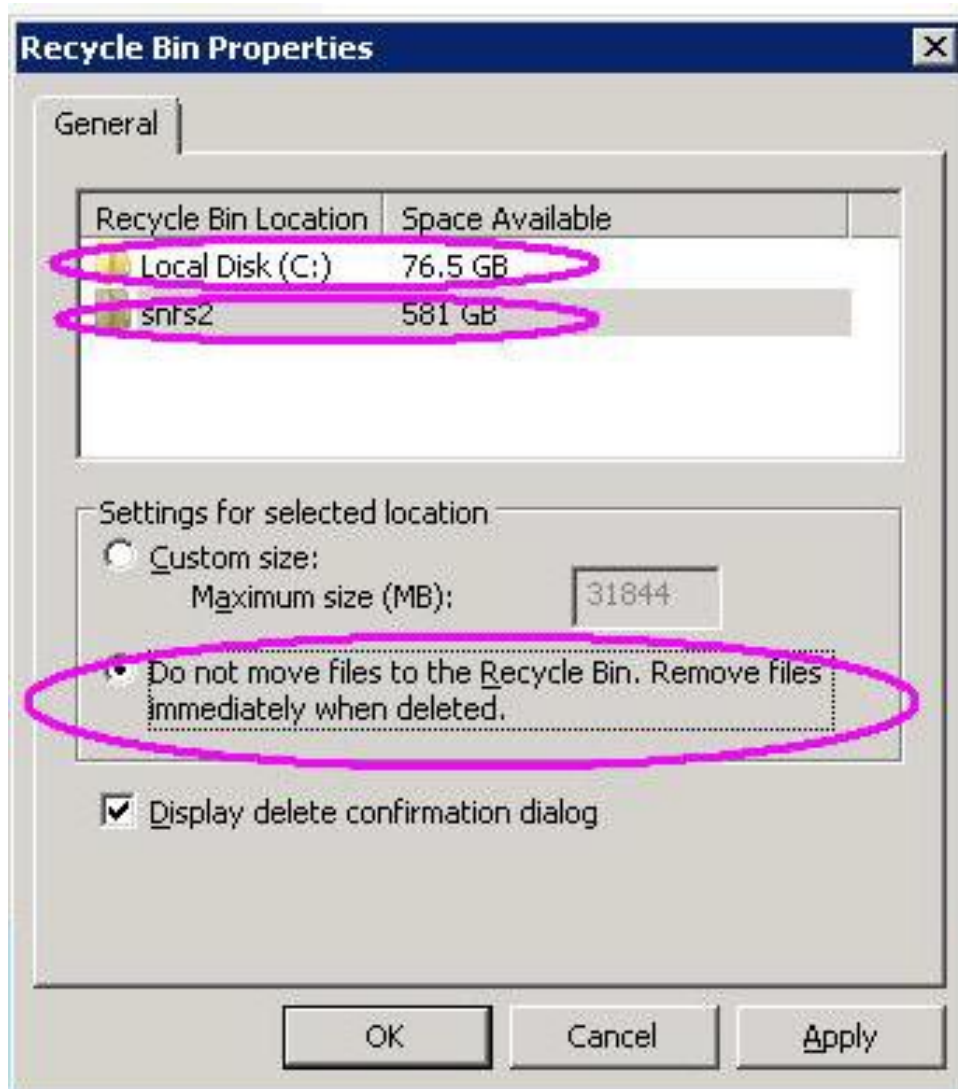 Recycle Bin Properties
General
Recycle Bin Location Space Available
Local Disk (C:) 76.5 GB
snfs2 581 GB
Settings for selected location
Custom size:
Maximum size (MB): 31844
Do not move files to the Recycle Bin. Remove files
immediately when deleted.
Display delete confirmation dialog
OK Cancel Apply